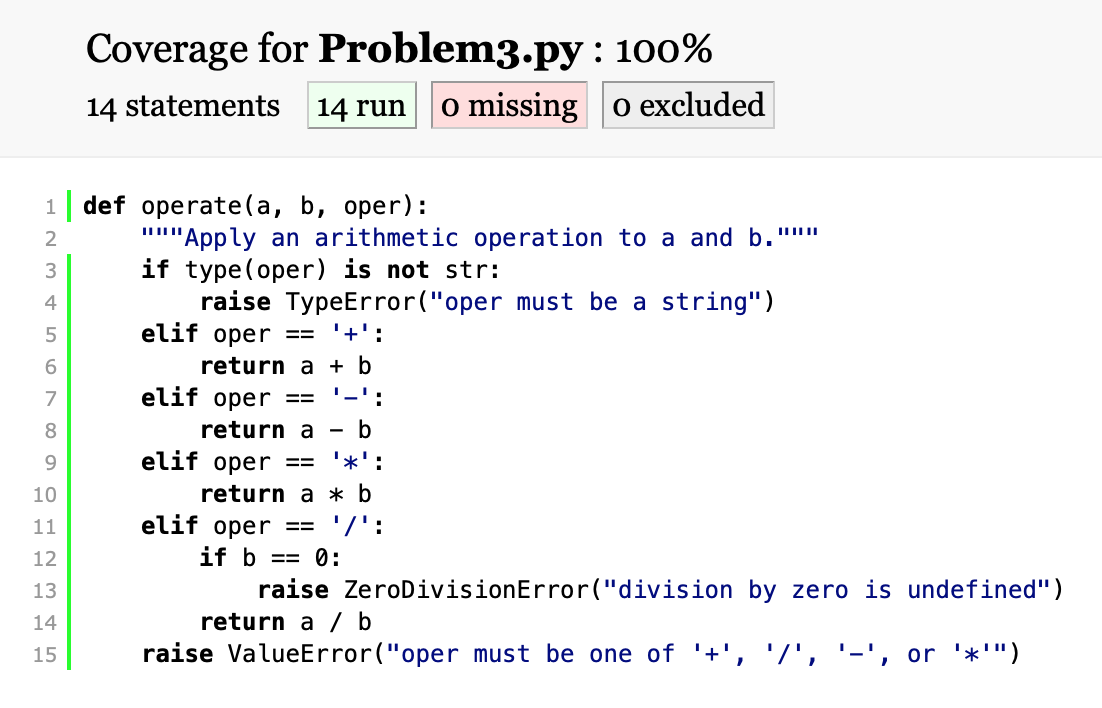 Coverage for Problem3.py : 100%
14 statements 14 run 0 missing 0 excluded
1 def operate(a, b, oper):
2     """Apply an arithmetic operation to a and b."""
3     if type(oper) is not str:
4         raise TypeError("oper must be a string")
5     elif oper == '+':
6         return a + b
7     elif oper == '-':
8         return a - b
9     elif oper == '*':
10         return a * b
11     elif oper == '/':
12         if b == 0:
13             raise ZeroDivisionError("division by zero is undefined")
14         return a / b
15     raise ValueError("oper must be one of '+', '/', '-', or '*'")